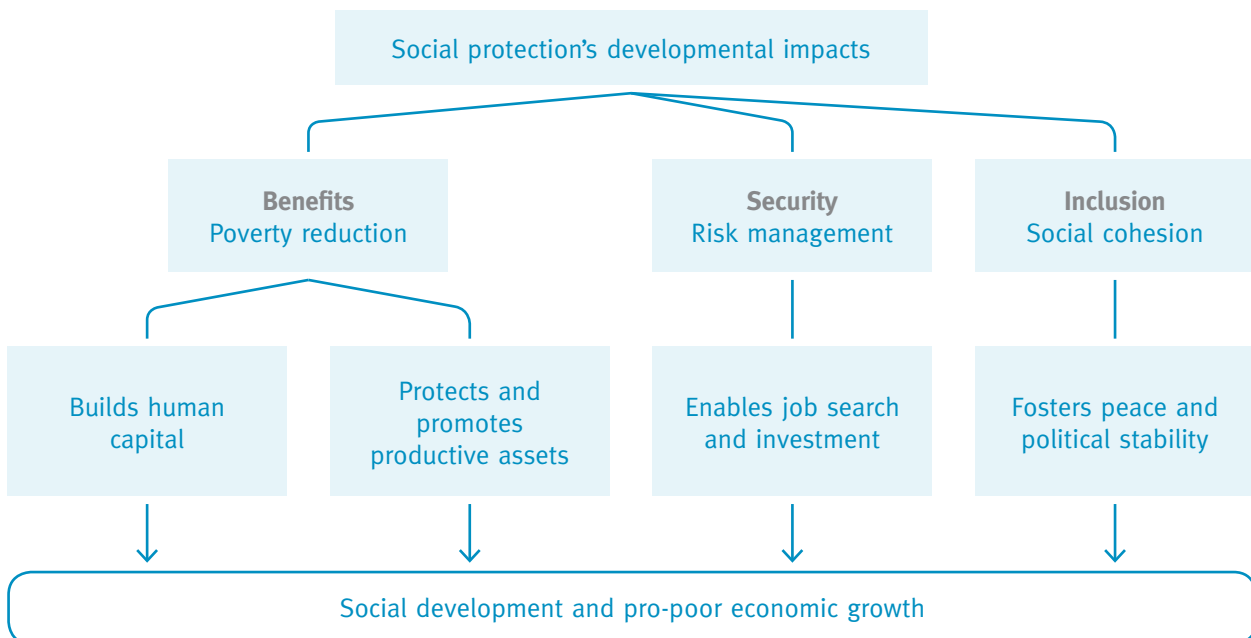 Social protection’s developmental impacts
Benefits
Poverty reduction
Security
Risk management
Inclusion
Social cohesion
Builds human
capital
Protects and
promotes
productive assets
Enables job search
and investment
Fosters peace and
political stability
Social development and pro-poor economic growth